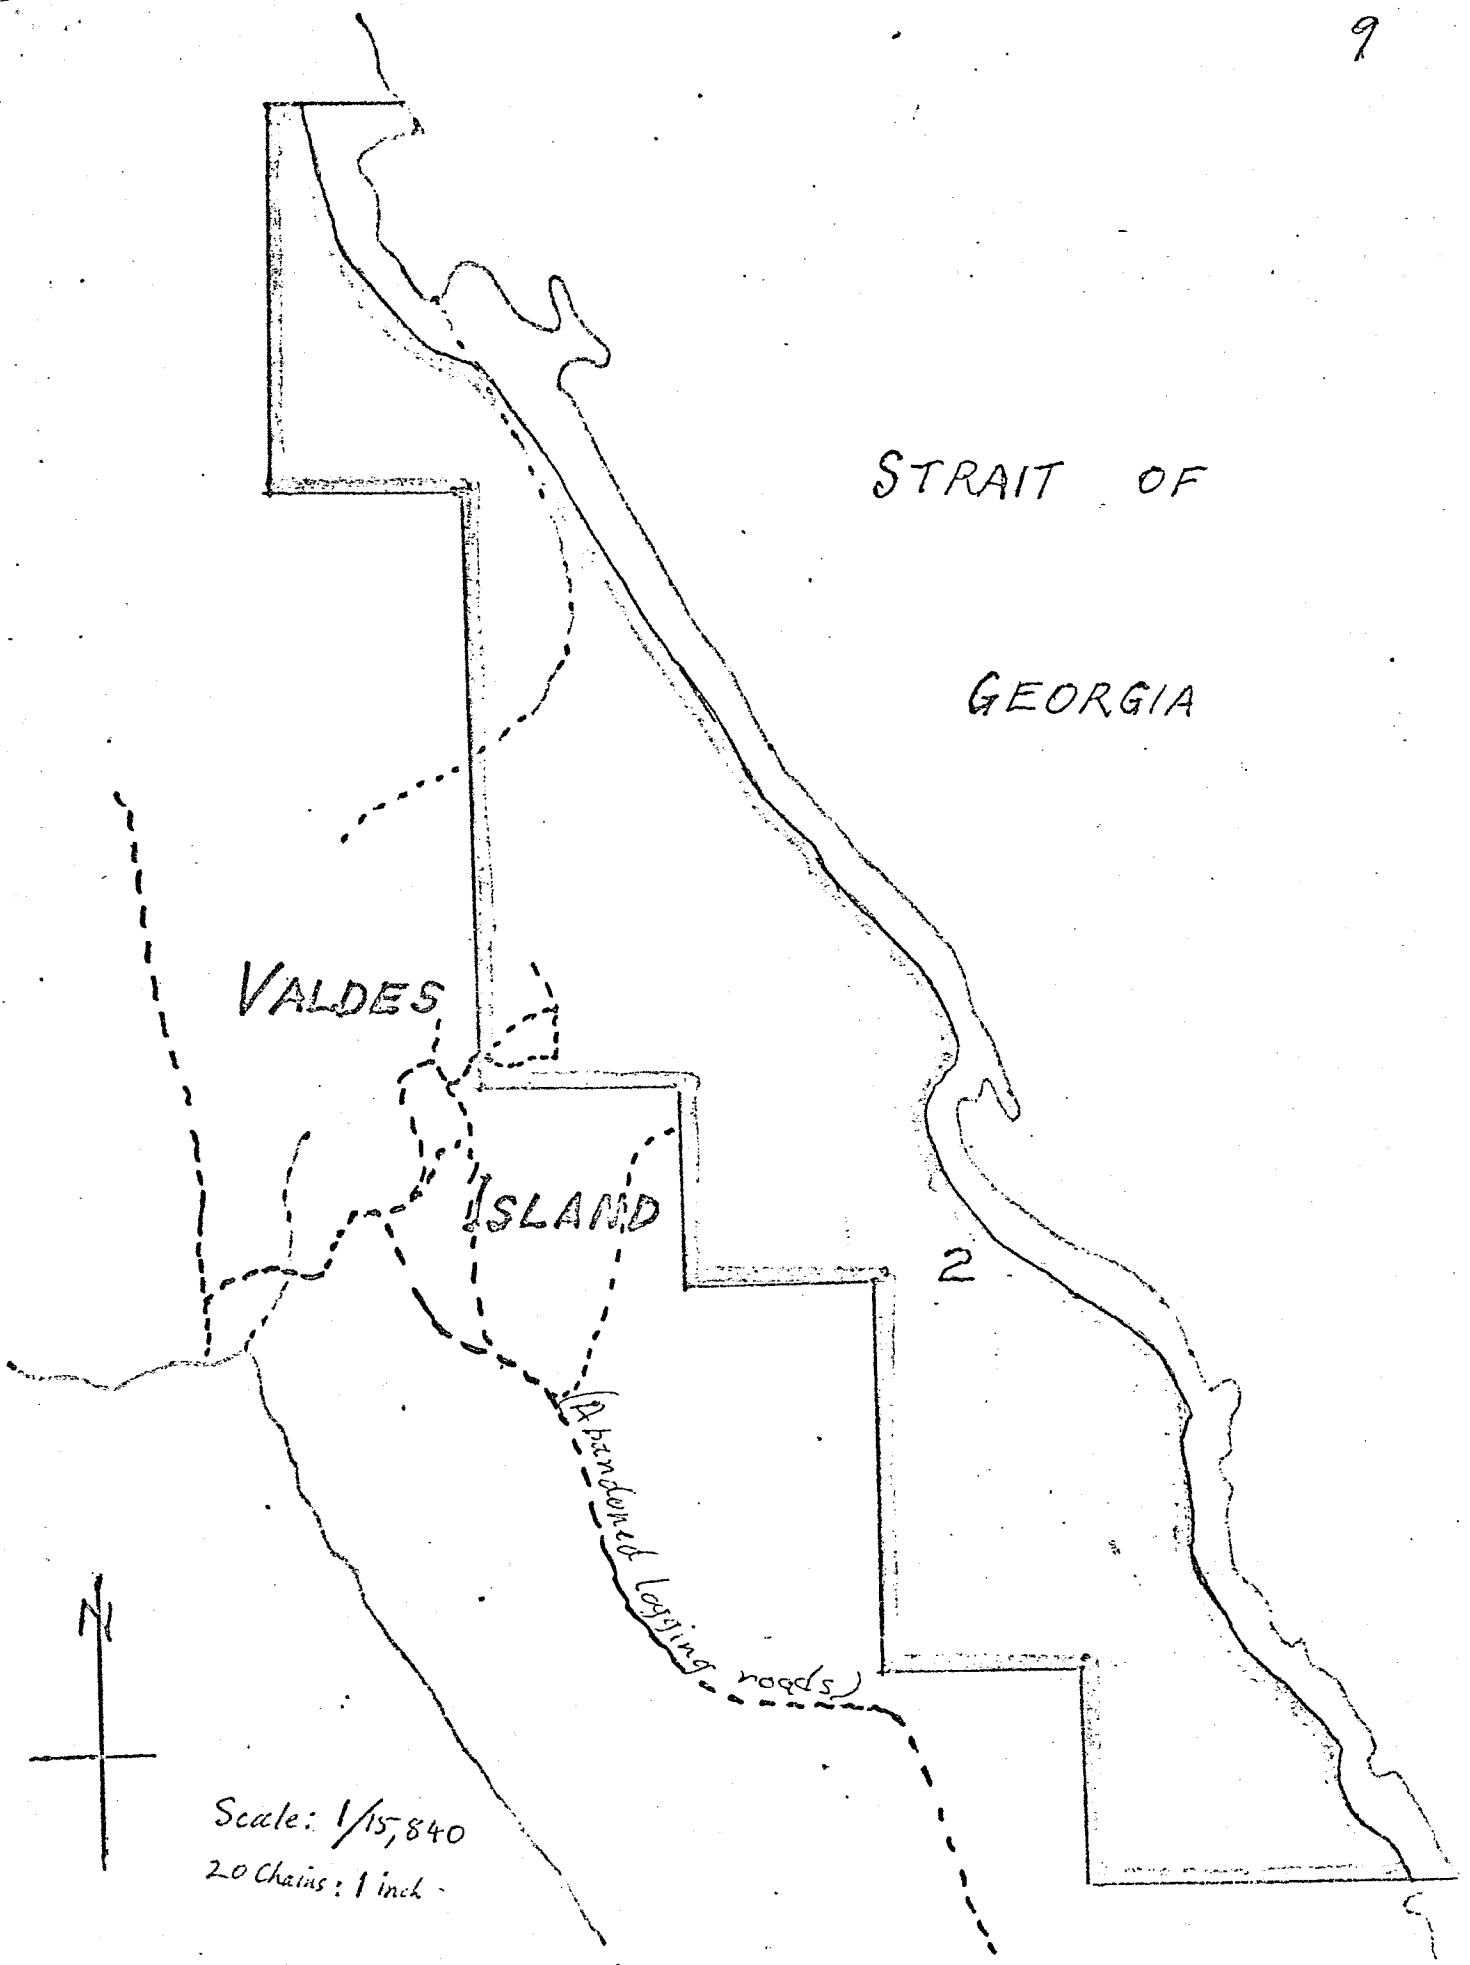 9
STRAIT OF
GEORGIA
VALDES
ISLAND
2
(Abandoned logging roads)
N
Scale: 1/15,840
20 Chains: 1 inch